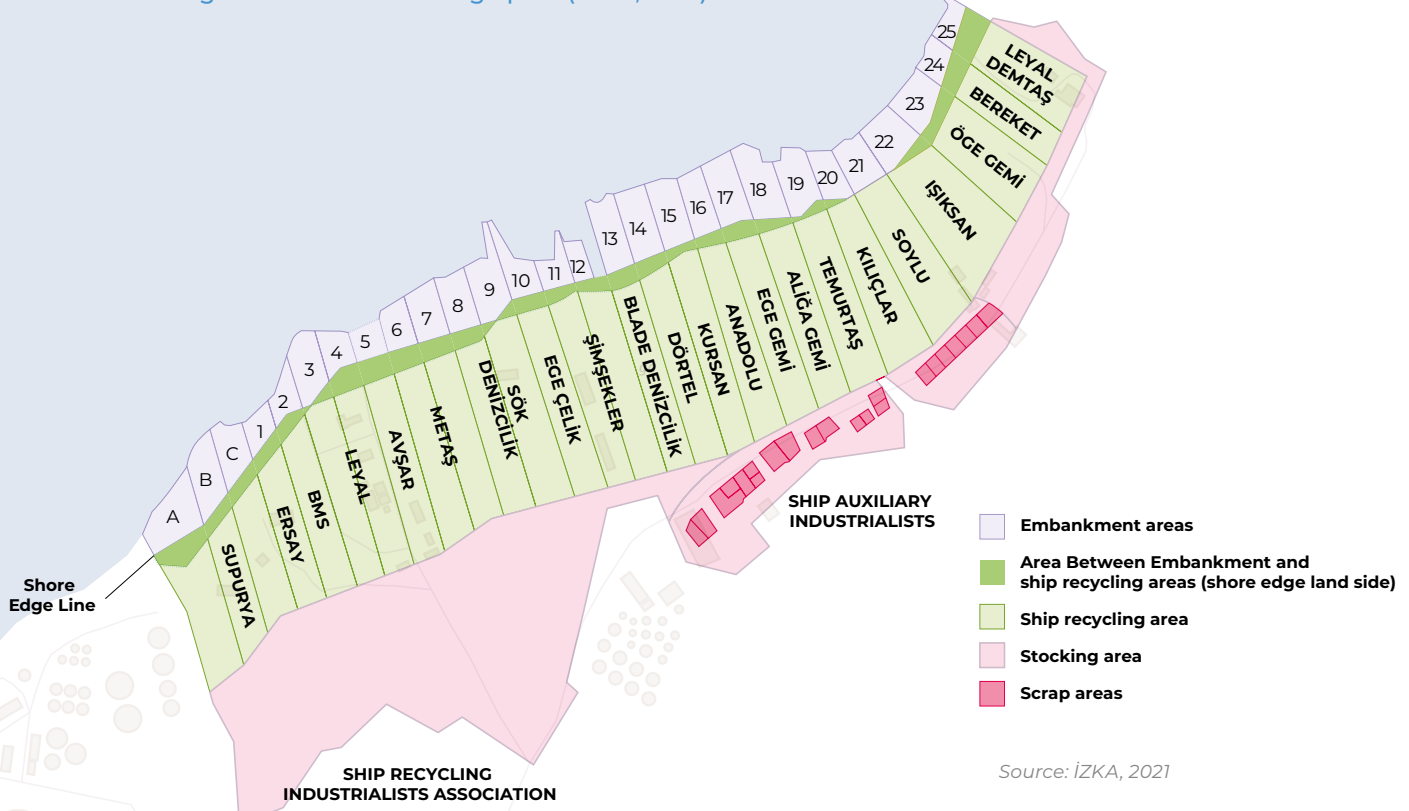 25
24
23
22
21
20
19
18
17
16
15
14
13
12
11
10
9
8
7
6
5
4
3
2
1
C
B
A
LEYAL
DEMTAŞ
BEREKET
ÖGE GEMİ
IŞIKSAN
SOYLU
KILIÇLAR
TEMURTAŞ
ALİĞA GEMİ
EGE GEMİ
ANADOLU
KURSAN
DÖRTEL
BLADE DENİZCİLİK
ŞİMŞEKLER
EGE ÇELİK
SÖK
DENİZCİLİK
METAŞ
AVŞAR
LEYAL
BMS
ERSAY
SUPURYA
Shore
Edge Line
SHIP AUXILIARY
INDUSTRIALISTS
SHIP RECYCLING
INDUSTRIALISTS ASSOCIATION
Embankment areas
Area Between Embankment and
ship recycling areas (shore edge land side)
Ship recycling area
Stocking area
Scrap areas
Source: İZKA, 2021